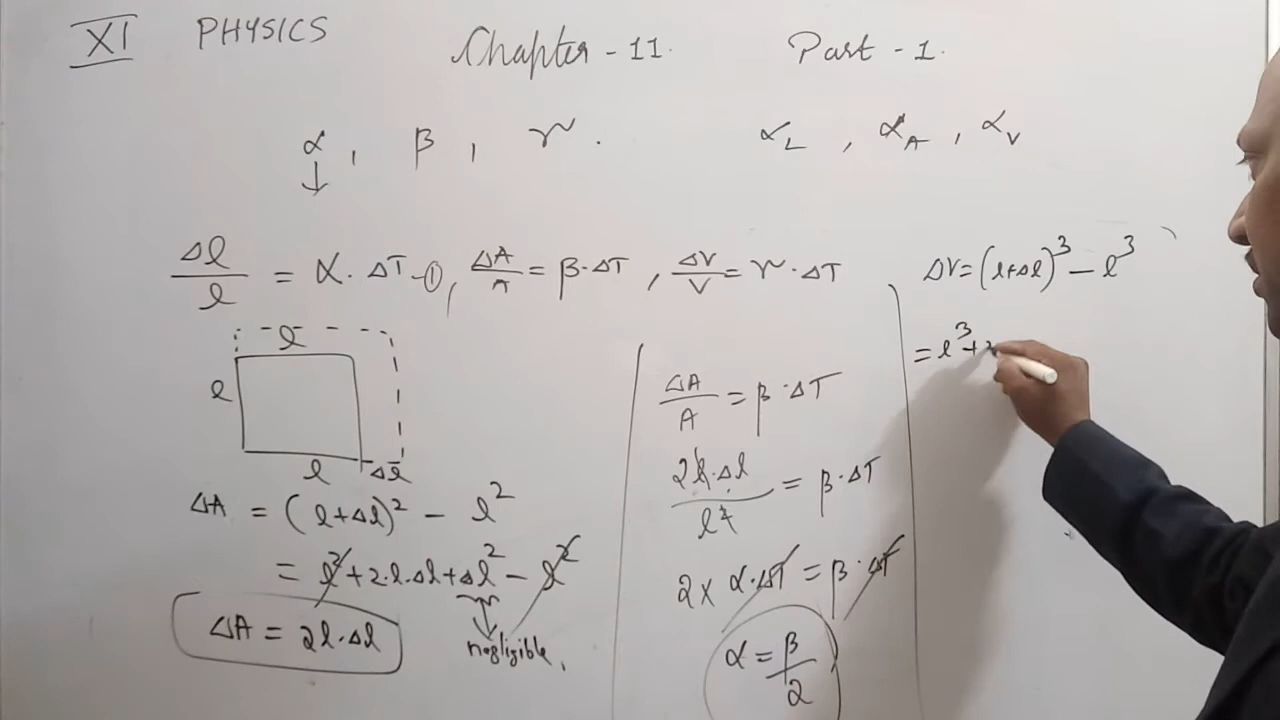 XI PHYSICS Chapter - 11. Part - 1.
α, β, γ. α_L, α_A, α_V
Δl/l = α·ΔT -①, ΔA/A = β·ΔT, ΔV/V = γ·ΔT
l
l
l Δl
ΔA = (l+Δl)² - l²
= l² + 2·l·Δl + Δl² - l²
negligible.
ΔA = 2l·Δl
ΔA/A = β·ΔT
2l·Δl/l² = β·ΔT
2 × α·ΔT = β·ΔT
α = β/2
ΔV = (l+Δl)³ - l³
= l³ +